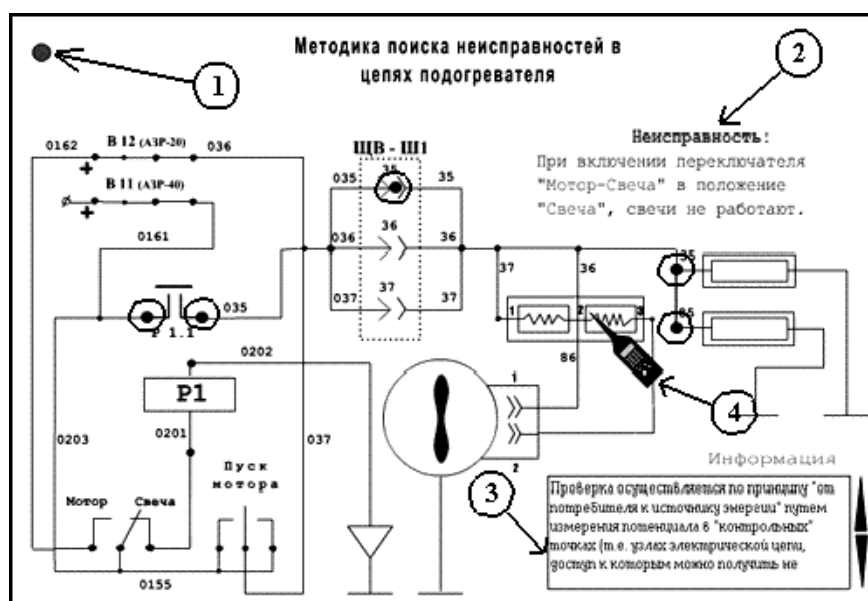 Методика поиска неисправностей в
цепях подогревателя
1
2
Неисправность:
При включении переключателя
"Мотор-Свеча" в положение
"Свеча", свечи не работают.
0162
В 12 (АЗР-20)
036
В 11 (АЗР-40)
0161
ЩВ - Ш1
035
35
35
036
36
36
037
37
37
37
36
35
35
1
2
3
86
035
Р 1.1
0202
Р1
0203
0201
037
Пуск
мотора
Мотор
Свеча
0155
1
2
4
3
Информация
Проверка осуществляется по принципу "от
потребителя к источнику энергии" путем
измерения потенциала в "контрольных"
точках (т.е. узлах электрической цепи,
доступ к которым можно получить не